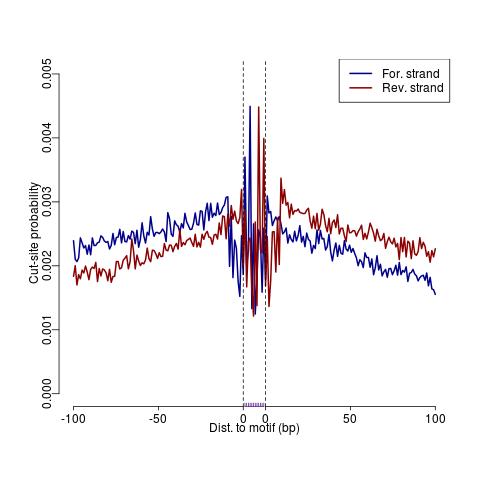 For. strand
Rev. strand
0.005
0.004
0.003
0.002
0.001
0.000
Cut-site probability
-100 -50 0 0 50 100
Dist. to motif (bp)